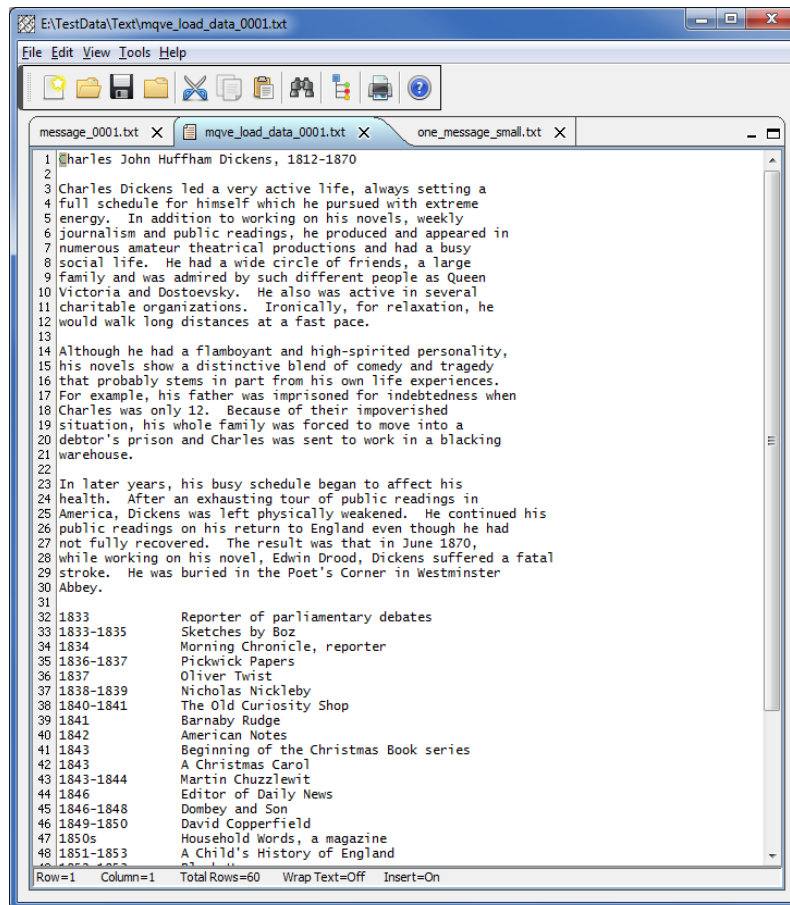 E:\TestData\Text\mqve_load_data_0001.txt
File Edit View Tools Help
message_0001.txt X mqve_load_data_0001.txt X one_message_small.txt X
1 Charles John Huffham Dickens, 1812-1870
2
3 Charles Dickens led a very active life, always setting a
4 full schedule for himself which he pursued with extreme
5 energy.  In addition to working on his novels, weekly
6 journalism and public readings, he produced and appeared in
7 numerous amateur theatrical productions and had a busy
8 social life.  He had a wide circle of friends, a large
9 family and was admired by such different people as Queen
10 Victoria and Dostoevsky.  He also was active in several
11 charitable organizations.  Ironically, for relaxation, he
12 would walk long distances at a fast pace.
13
14 Although he had a flamboyant and high-spirited personality,
15 his novels show a distinctive blend of comedy and tragedy
16 that probably stems in part from his own life experiences.
17 For example, his father was imprisoned for indebtedness when
18 Charles was only 12.  Because of their impoverished
19 situation, his whole family was forced to move into a
20 debtor's prison and Charles was sent to work in a blacking
21 warehouse.
22
23 In later years, his busy schedule began to affect his
24 health.  After an exhausting tour of public readings in
25 America, Dickens was left physically weakened.  He continued his
26 public readings on his return to England even though he had
27 not fully recovered.  The result was that in June 1870,
28 while working on his novel, Edwin Drood, Dickens suffered a fatal
29 stroke.  He was buried in the Poet's Corner in Westminster
30 Abbey.
31
32 1833 Reporter of parliamentary debates
33 1833-1835 Sketches by Boz
34 1834 Morning Chronicle, reporter
35 1836-1837 Pickwick Papers
36 1837 Oliver Twist
37 1838-1839 Nicholas Nickleby
38 1840-1841 The Old Curiosity Shop
39 1841 Barnaby Rudge
40 1842 American Notes
41 1843 Beginning of the Christmas Book series
42 1843 A Christmas Carol
43 1843-1844 Martin Chuzzlewit
44 1846 Editor of Daily News
45 1846-1848 Dombey and Son
46 1849-1850 David Copperfield
47 1850s Household Words, a magazine
48 1851-1853 A Child's History of England
Row=1 Column=1 Total Rows=60 Wrap Text=Off Insert=On